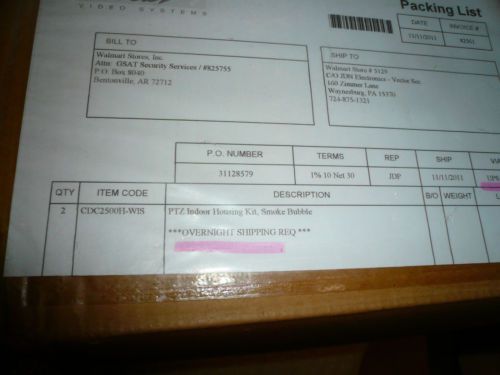 VIDEO SYSTEMS
Packing List
DATE INVOICE #
11/11/2011
BILL TO
Walmart Stores, Inc
Attn: GSAT Security Services / #825755
P.O. Box 8040
Bentonville, AR 72712
SHIP TO
Walmart Store # 5129
C/O JDN Electronics - Vector Sec
160 Zimmer Lane
Waynesburg, PA 15370
724-875-1321
P.O. NUMBER TERMS REP SHIP
31128579 1% 10 Net 30 JDP 11/11/2011
QTY ITEM CODE DESCRIPTION B/O WEIGHT
2 CDC2500H-WIS PTZ Indoor Housing Kit, Smoke Bubble
***OVERNIGHT SHIPPING REQ ***